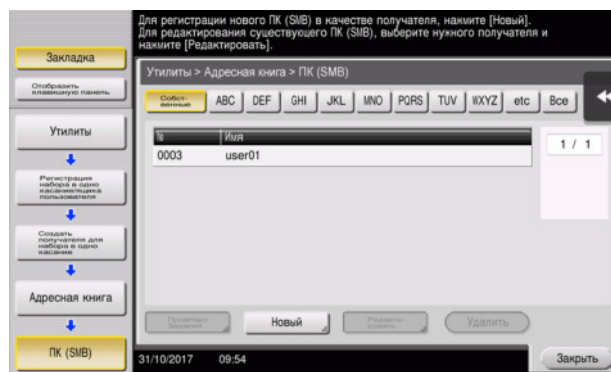 Для регистрации нового ПК (SMB) в качестве получателя, нажмите [Новый].
Для редактирования существующего ПК (SMB), выберите нужного получателя и
нажмите [Редактировать].
Закладка
Отобразить
клавишную панель
Утилиты
Регистрация
набора в одно
касание/ящика
пользователя
Создать
получателя для
набора в одно
касание
Адресная книга
ПК (SMB)
Утилиты > Адресная книга > ПК (SMB)
Собст-
венные
ABC DEF GHI JKL MNO PQRS TUV WXYZ etc Все
№ Имя
0003 user01
1 / 1
Новый
Удалить
31/10/2017 09:54
Закрыть